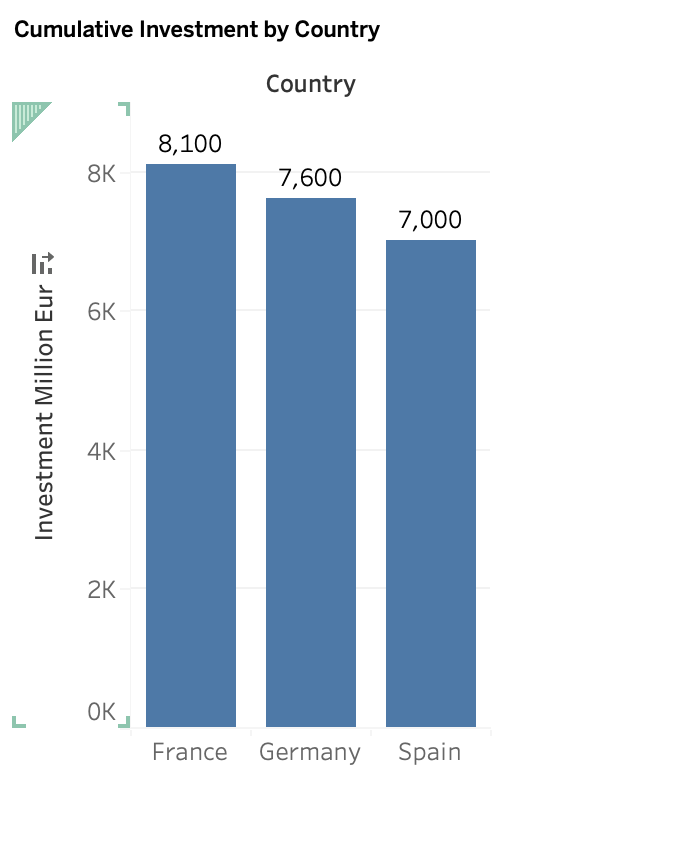 Cumulative Investment by Country
Country
8,100
7,600
7,000
8K
6K
4K
2K
0K
Investment Million Eur
France
Germany
Spain